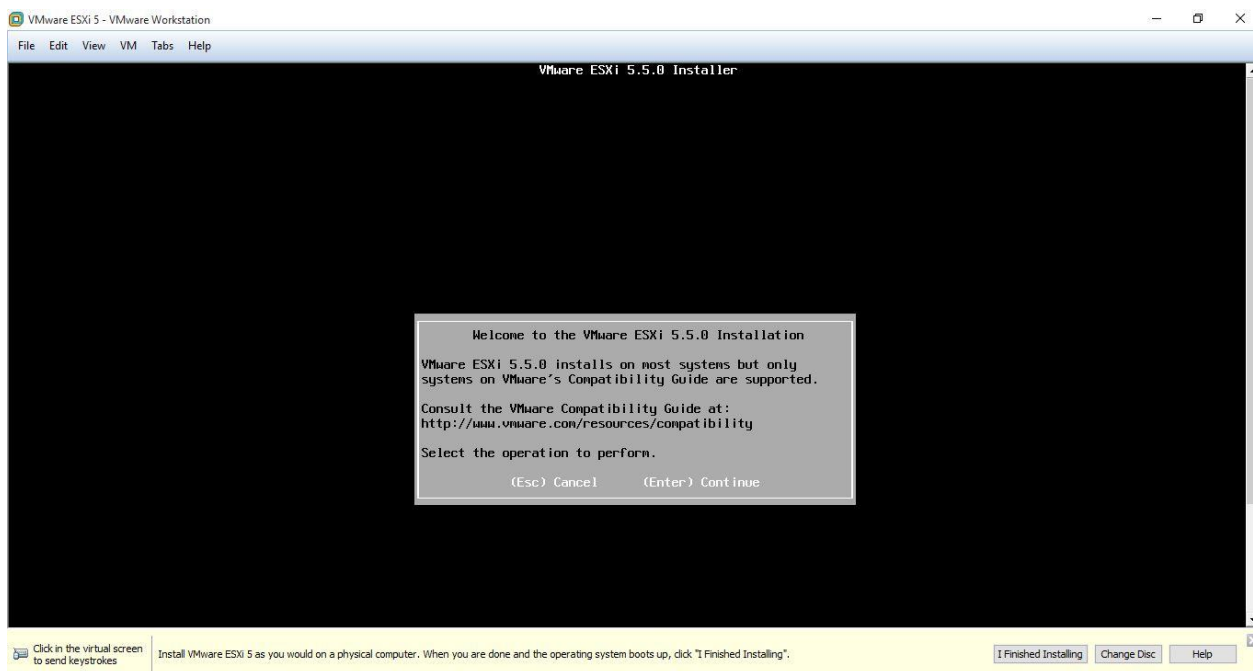 VMware ESXi 5 - VMware Workstation
File Edit View VM Tabs Help
VMware ESXi 5.5.0 Installer
Welcome to the VMware ESXi 5.5.0 Installation
VMware ESXi 5.5.0 installs on most systems but only
systems on VMware's Compatibility Guide are supported.
Consult the VMware Compatibility Guide at:
http://www.vmware.com/resources/compatibility
Select the operation to perform.
(Esc) Cancel (Enter) Continue
Click in the virtual screen
to send keystrokes
Install VMware ESXi 5 as you would on a physical computer. When you are done and the operating system boots up, click "I Finished Installing".
I Finished Installing Change Disc Help